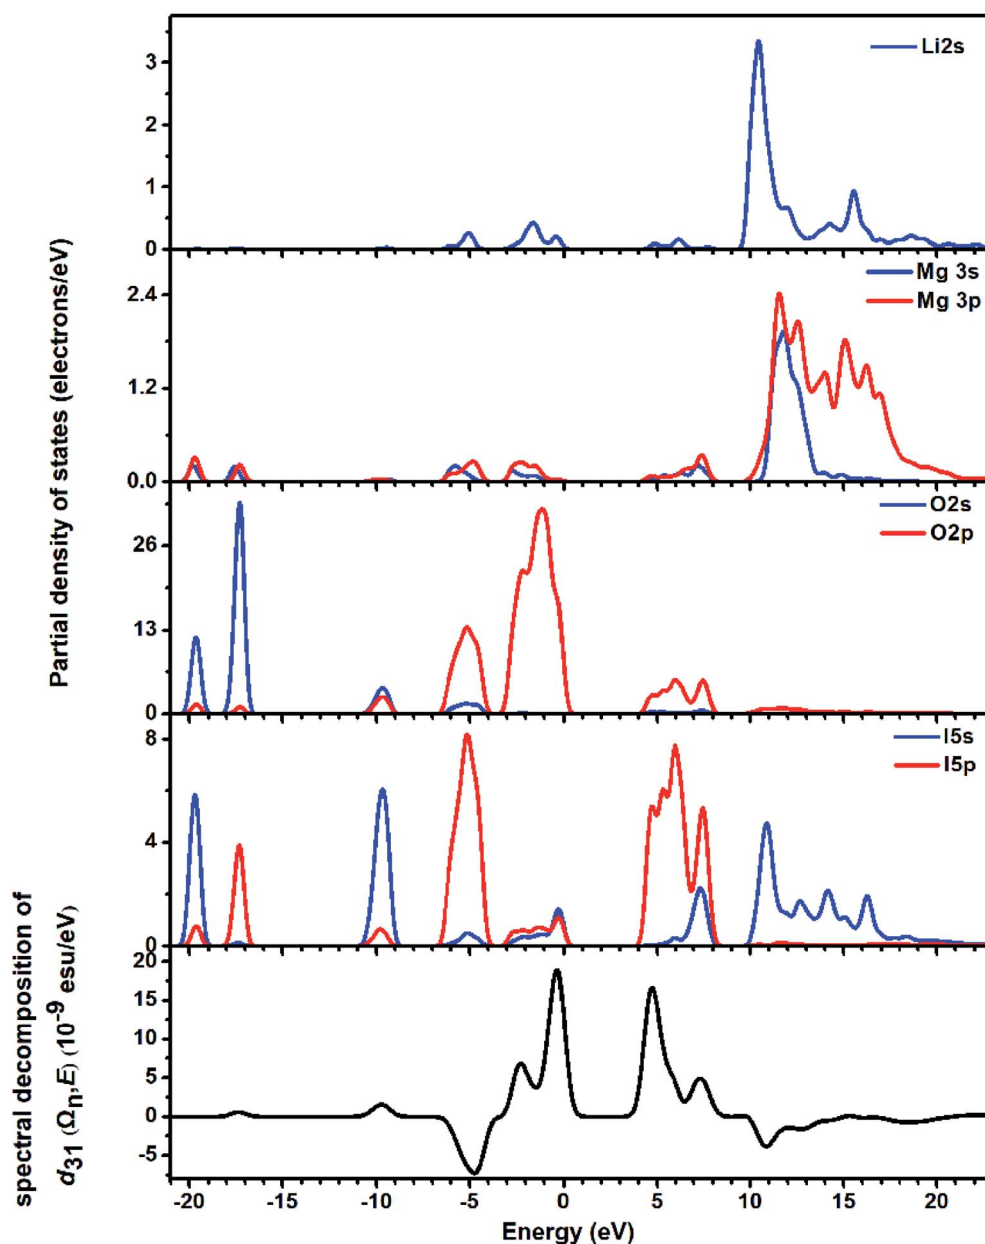 Partial density of states (electrons/eV)
3
2
1
0
Li2s
2.4
1.2
0.0
Mg 3s
Mg 3p
26
13
0
O2s
O2p
8
4
0
I5s
I5p
spectral decomposition of
d31 (Ωn,E) (10-9 esu/eV)
20
15
10
5
0
-5
-20 -15 -10 -5 0 5 10 15 20
Energy (eV)